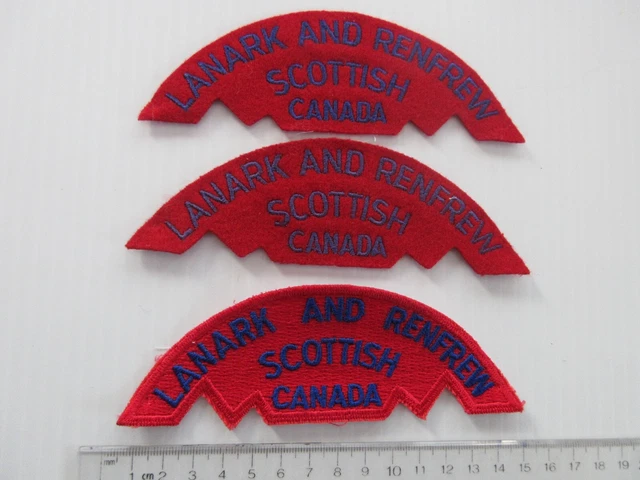 LANARK AND RENFREW
SCOTTISH
CANADA
LANARK AND RENFREW
SCOTTISH
CANADA
LANARK AND RENFREW
SCOTTISH
CANADA
mm 1 cm 2 3 4 5 6 7 8 9 10 11 12 13 14 15 16 17 18 19